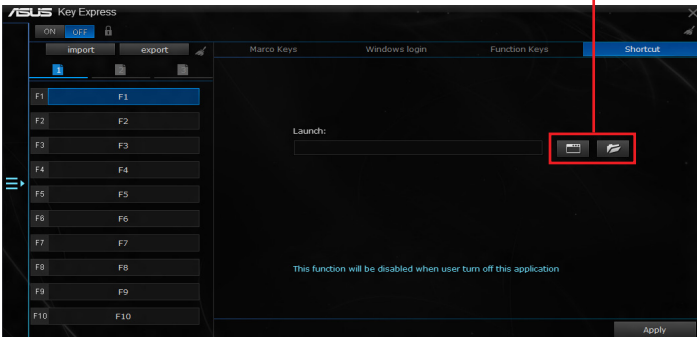 ASUS Key Express
ON OFF
import export
Marco Keys Windows login Function Keys Shortcut
1 2 3
F1 F1
F2 F2
F3 F3
Launch:
F4 F4
F5 F5
F6 F6
F7 F7
F8 F8
This function will be disabled when user turn off this application
F9 F9
F10 F10
Apply